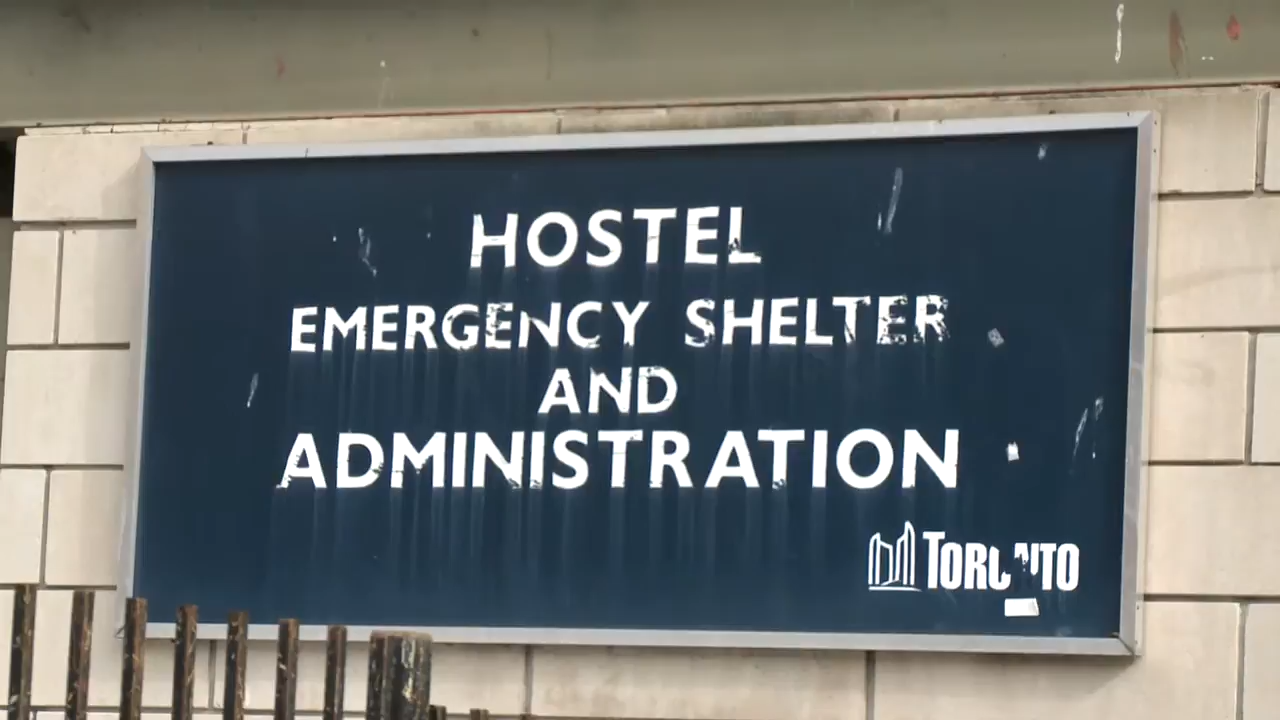 HOSTEL
EMERGENCY SHELTER
AND
ADMINISTRATION
TORONTO